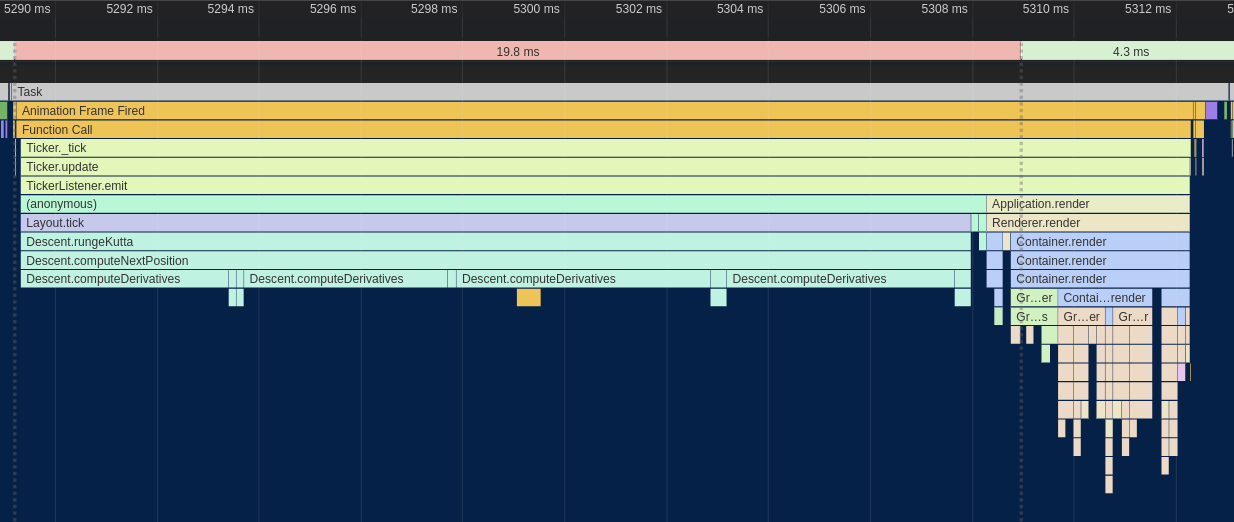 5290 ms 5292 ms 5294 ms 5296 ms 5298 ms 5300 ms 5302 ms 5304 ms 5306 ms 5308 ms 5310 ms 5312 ms 5
19.8 ms 4.3 ms
Task
Animation Frame Fired
Function Call
Ticker._tick
Ticker.update
TickerListener.emit
(anonymous) Application.render
Layout.tick Renderer.render
Descent.rungeKutta Container.render
Descent.computeNextPosition Container.render
Descent.computeDerivatives Descent.computeDerivatives Descent.computeDerivatives Descent.computeDerivatives Container.render
Gr…er Contai…render
Gr…s Gr…er Gr…r